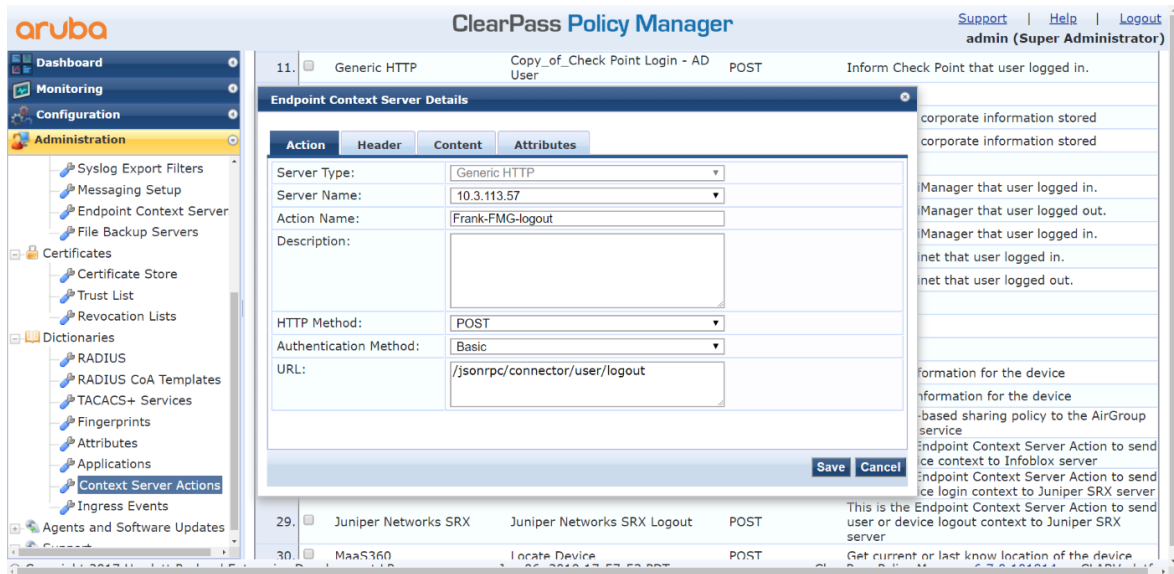 aruba
ClearPass Policy Manager
Support | Help | Logout
admin (Super Administrator)
Dashboard
Monitoring
Configuration
Administration
Syslog Export Filters
Messaging Setup
Endpoint Context Server
File Backup Servers
Certificates
Certificate Store
Trust List
Revocation Lists
Dictionaries
RADIUS
RADIUS CoA Templates
TACACS+ Services
Fingerprints
Attributes
Applications
Context Server Actions
Ingress Events
Agents and Software Updates
11. Generic HTTP Copy_of_Check Point Login - AD User POST Inform Check Point that user logged in.
Endpoint Context Server Details
Action Header Content Attributes
Server Type: Generic HTTP
Server Name: 10.3.113.57
Action Name: Frank-FMG-logout
Description:
HTTP Method: POST
Authentication Method: Basic
URL: /jsonrpc/connector/user/logout
Save Cancel
corporate information stored
corporate information stored
iManager that user logged in.
iManager that user logged out.
iManager that user logged in.
inet that user logged in.
inet that user logged out.
formation for the device
nformation for the device
-based sharing policy to the AirGroup
service
Endpoint Context Server Action to send
ice context to Infoblox server
Endpoint Context Server Action to send
ce login context to Juniper SRX server
29. Juniper Networks SRX Juniper Networks SRX Logout POST This is the Endpoint Context Server Action to send
user or device logout context to Juniper SRX
server
30. MaaS360 Locate Device POST Get current or last know location of the device